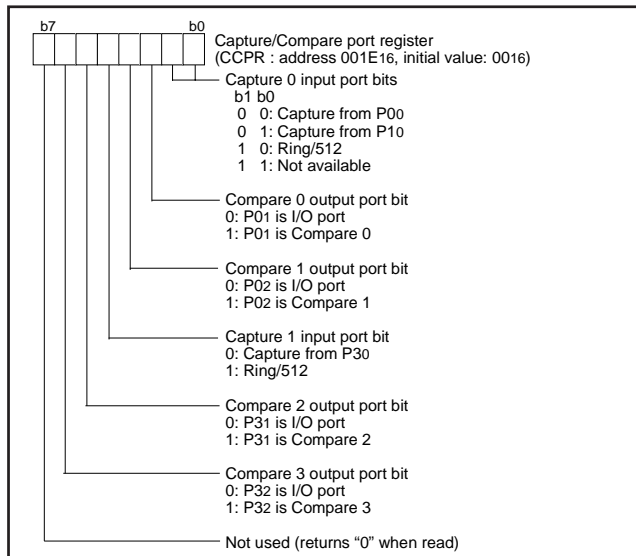 b7 b0
Capture/Compare port register
(CCPR : address 001E16, initial value: 0016)
Capture 0 input port bits
b1 b0
0 0: Capture from P00
0 1: Capture from P10
1 0: Ring/512
1 1: Not available
Compare 0 output port bit
0: P01 is I/O port
1: P01 is Compare 0
Compare 1 output port bit
0: P02 is I/O port
1: P02 is Compare 1
Capture 1 input port bit
0: Capture from P30
1: Ring/512
Compare 2 output port bit
0: P31 is I/O port
1: P31 is Compare 2
Compare 3 output port bit
0: P32 is I/O port
1: P32 is Compare 3
Not used (returns “0” when read)